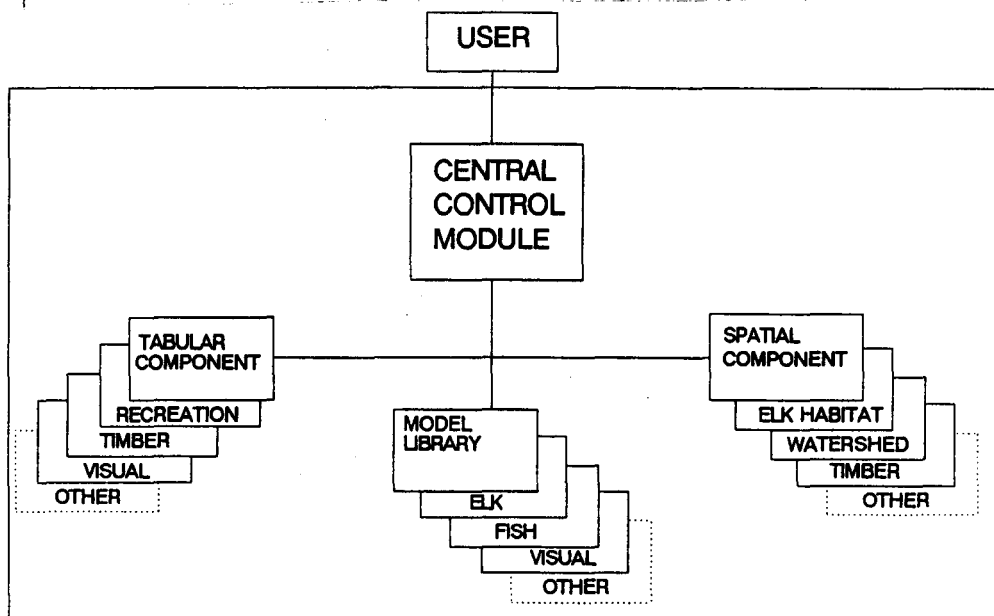 USER
CENTRAL
CONTROL
MODULE
TABULAR
COMPONENT
RECREATION
TIMBER
VISUAL
OTHER
MODEL
LIBRARY
ELK
FISH
VISUAL
OTHER
SPATIAL
COMPONENT
ELK HABITAT
WATERSHED
TIMBER
OTHER